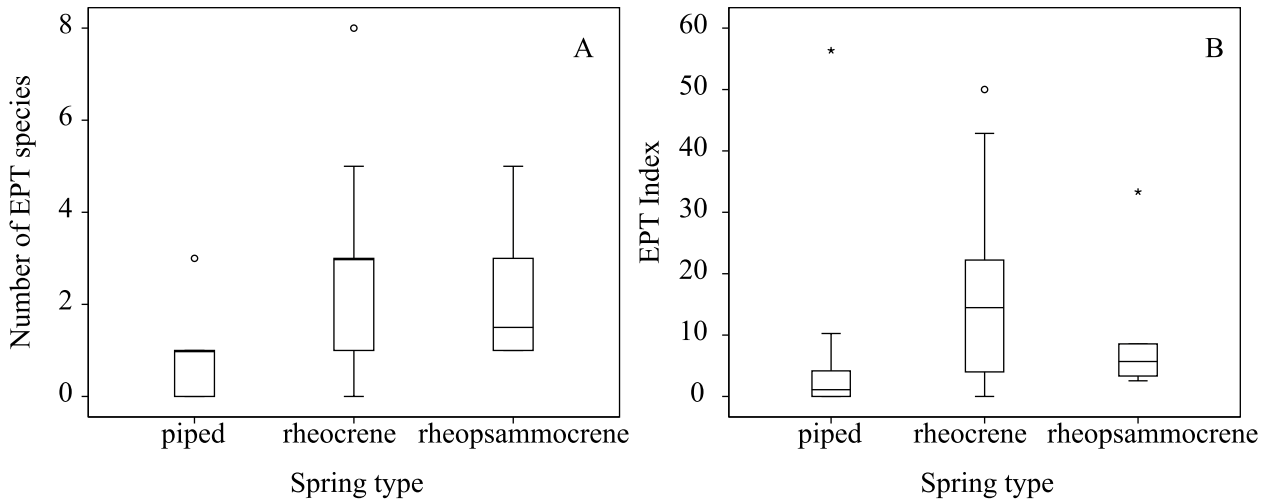 A
Number of EPT species
8
6
4
2
0
piped rheocrene rheopsammocrene
Spring type
B
EPT Index
60
50
40
30
20
10
0
piped rheocrene rheopsammocrene
Spring type